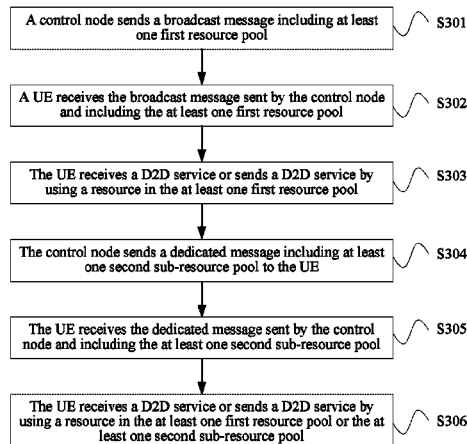 A control node sends a broadcast message including at least
one first resource pool
S301
A UE receives the broadcast message sent by the control node
and including the at least one first resource pool
S302
The UE receives a D2D service or sends a D2D service by
using a resource in the at least one first resource pool
S303
The control node sends a dedicated message including at least
one second sub-resource pool to the UE
S304
The UE receives the dedicated message sent by the control
node and including the at least one second sub-resource pool
S305
The UE receives a D2D service or sends a D2D service by
using a resource in the at least one first resource pool or the at
least one second sub-resource pool
S306